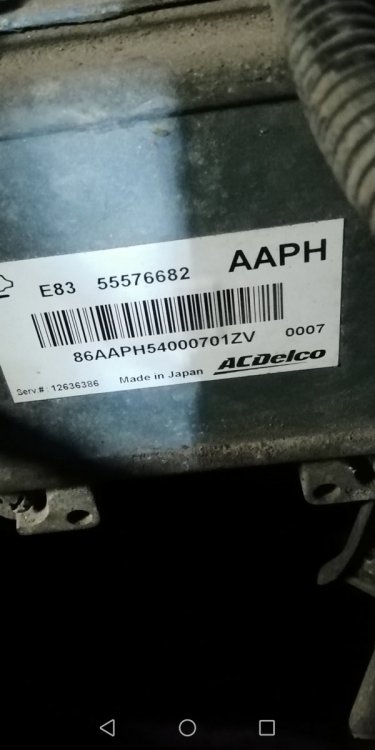 E83 55576682 AAPH
86AAPH54000701ZV 0007
Serv.#: 12636386 Made in Japan ACDelco